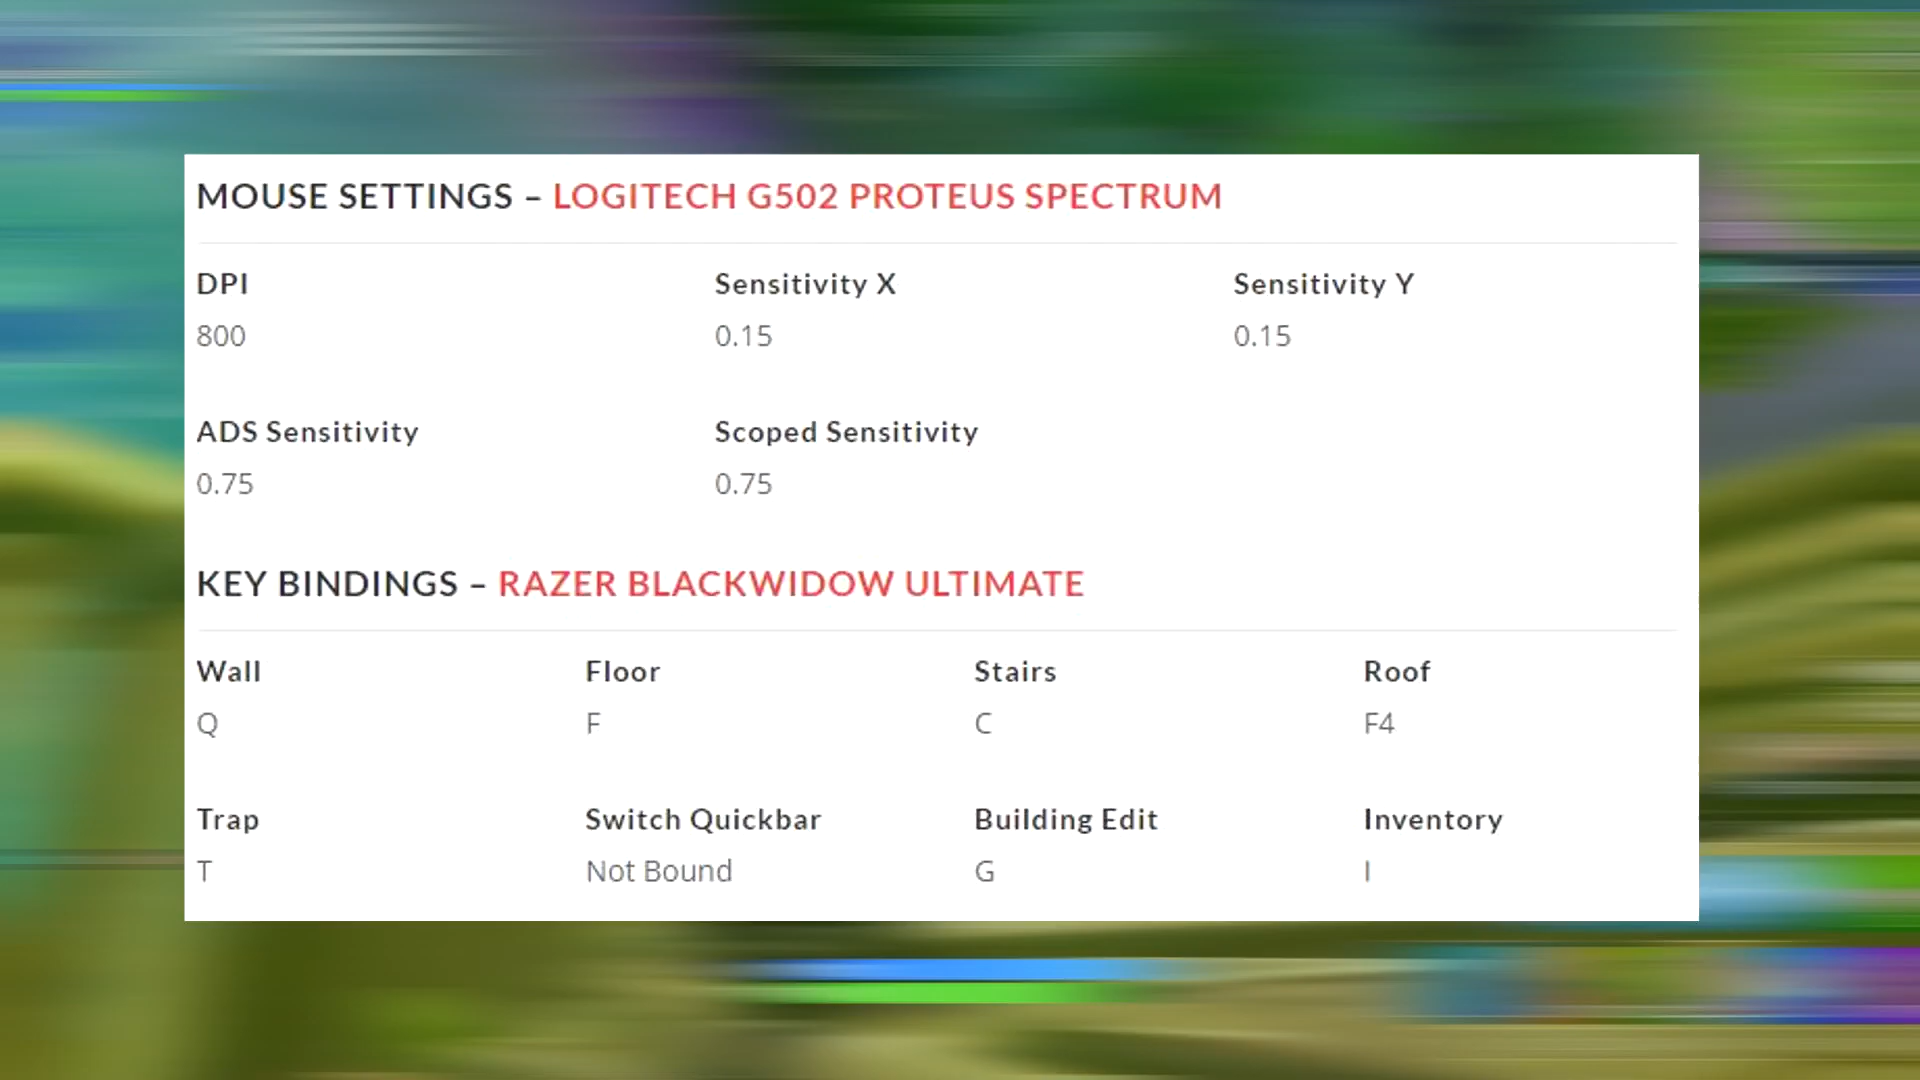 MOUSE SETTINGS – LOGITECH G502 PROTEUS SPECTRUM
DPI Sensitivity X Sensitivity Y
800 0.15 0.15
ADS Sensitivity Scoped Sensitivity
0.75 0.75
KEY BINDINGS – RAZER BLACKWIDOW ULTIMATE
Wall Floor Stairs Roof
Q F C F4
Trap Switch Quickbar Building Edit Inventory
T Not Bound G I